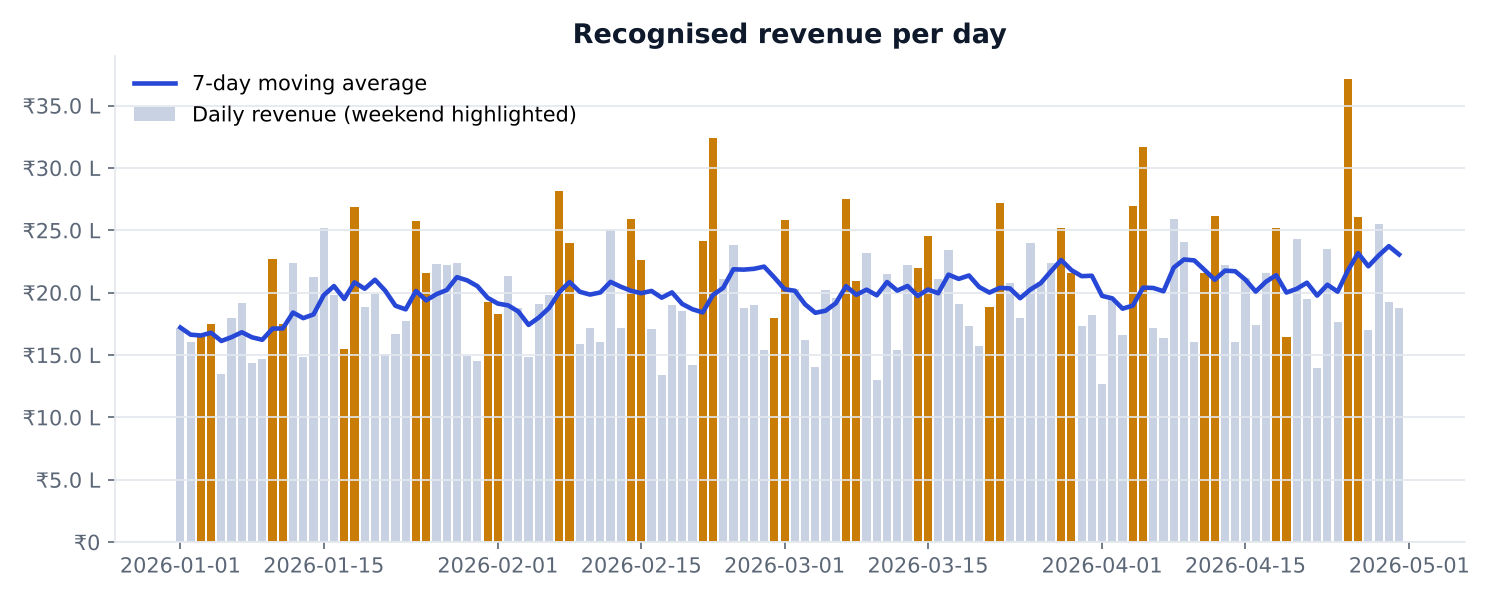 Recognised revenue per day
7-day moving average
Daily revenue (weekend highlighted)
₹35.0 L
₹30.0 L
₹25.0 L
₹20.0 L
₹15.0 L
₹10.0 L
₹5.0 L
₹0
2026-01-01 2026-01-15 2026-02-01 2026-02-15 2026-03-01 2026-03-15 2026-04-01 2026-04-15 2026-05-01